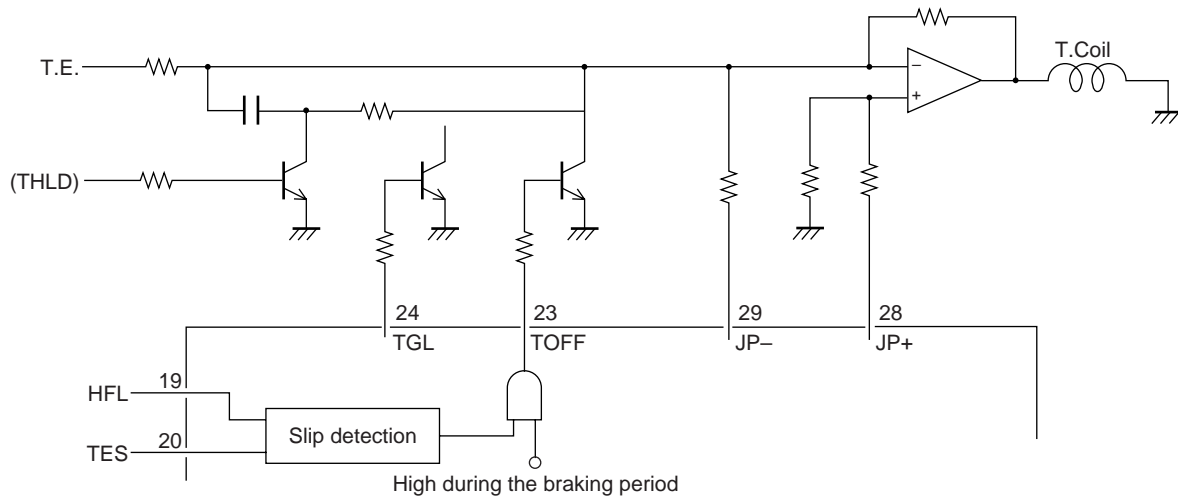 T.Coil
T.E.
−
+
(THLD)
24
23
29
28
TGL
TOFF
JP–
JP+
HFL
19
Slip detection
TES
20
High during the braking period